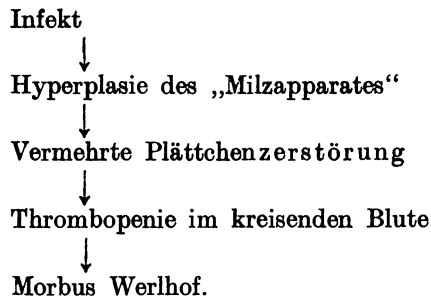 Infekt
Hyperplasie des „Milzapparates“
Vermehrte Plättchenzerstörung
Thrombopenie im kreisenden Blute
Morbus Werlhof.